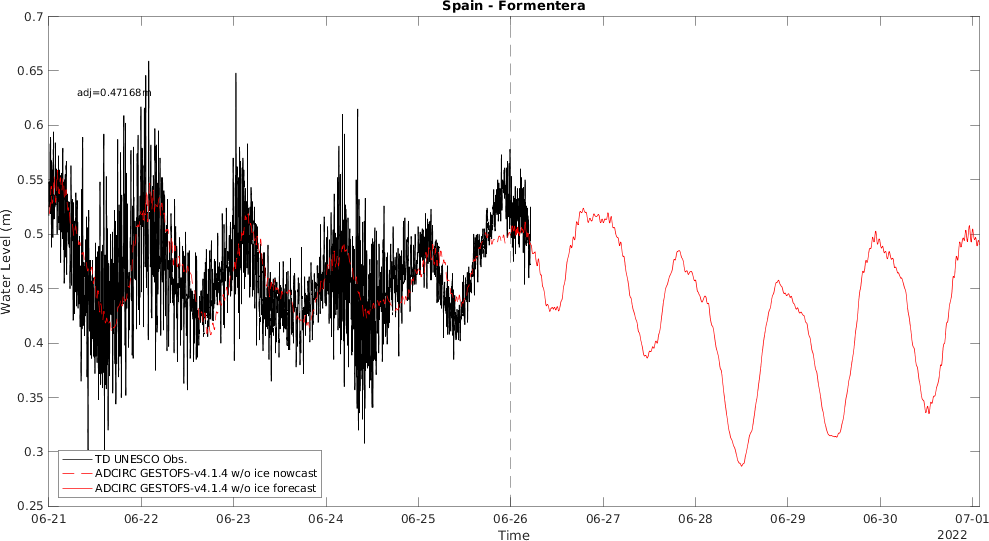 Spain - Formentera
0.7
0.65
0.6
0.55
0.5
0.45
0.4
0.35
0.3
0.25
Water Level (m)
adj=0.47168m
TD UNESCO Obs.
ADCIRC GESTOFS-v4.1.4 w/o ice nowcast
ADCIRC GESTOFS-v4.1.4 w/o ice forecast
06-21 06-22 06-23 06-24 06-25 06-26 06-27 06-28 06-29 06-30 07-01
Time
2022